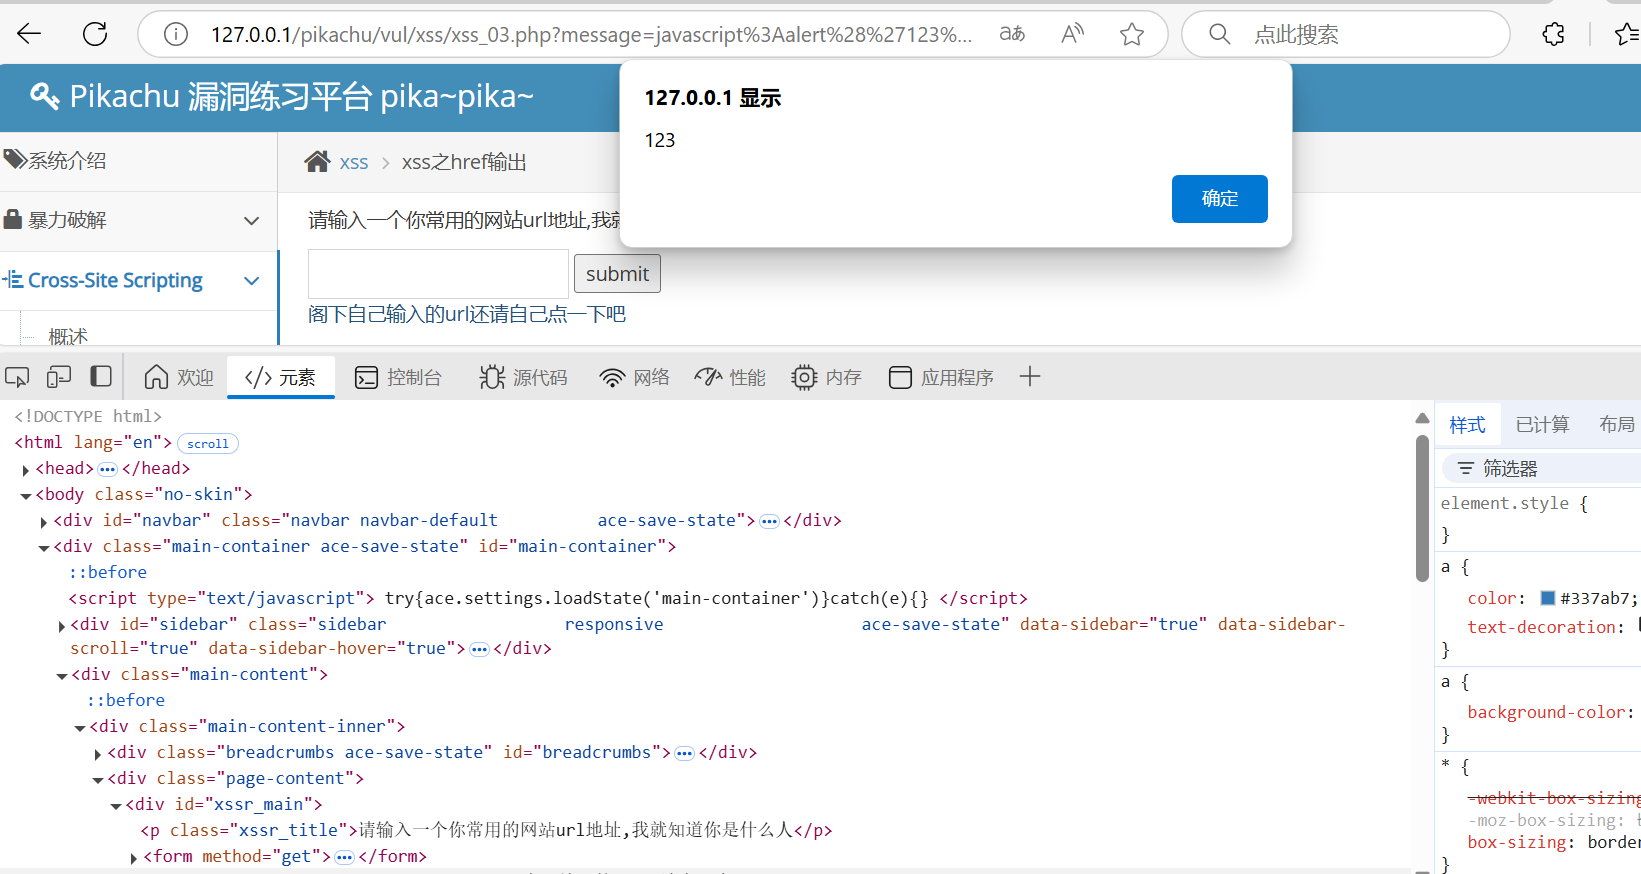 127.0.0.1/pikachu/vul/xss/xss_03.php?message=javascript%3Aalert%28%27123%...
点此搜索
Pikachu 漏洞练习平台 pika~pika~
127.0.0.1 显示
123
确定
系统介绍
xss > xss之href输出
暴力破解
请输入一个你常用的网站url地址,我
Cross-Site Scripting
submit
阁下自己输入的url还请自己点一下吧
概述
欢迎 </> 元素 控制台 源代码 网络 性能 内存 应用程序 +
<!DOCTYPE html>
<html lang="en"> scroll
<head> ••• </head>
<body class="no-skin">
<div id="navbar" class="navbar navbar-default ace-save-state"> ••• </div>
<div class="main-container ace-save-state" id="main-container">
::before
<script type="text/javascript"> try{ace.settings.loadState('main-container')}catch(e){} </script>
<div id="sidebar" class="sidebar responsive ace-save-state" data-sidebar="true" data-sidebar-
scroll="true" data-sidebar-hover="true"> ••• </div>
<div class="main-content">
::before
<div class="main-content-inner">
<div class="breadcrumbs ace-save-state" id="breadcrumbs"> ••• </div>
<div class="page-content">
<div id="xssr_main">
<p class="xssr_title">请输入一个你常用的网站url地址,我就知道你是什么人</p>
<form method="get"> ••• </form>
样式 已计算 布局
筛选器
element.style {
}
a {
color: #337ab7;
text-decoration:
}
a {
background-color:
}
* {
-webkit-box-sizing
-moz-box-sizing:
box-sizing: border
}